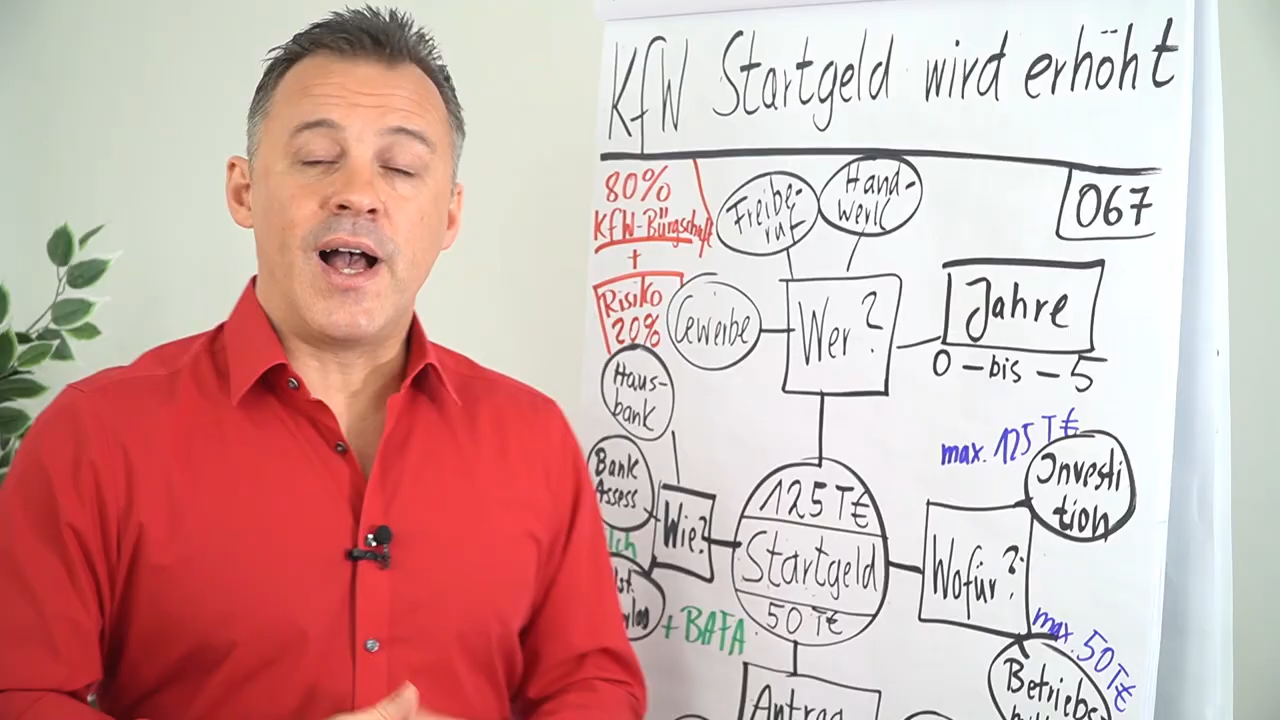 KfW Startgeld wird erhöht
067
80%
KfW-Bürgschaft
+
Risiko
20%
Freibe-
ruf
Hand-
werk
Gewerbe
Wer?
Jahre
0 - bis - 5
Haus-
bank
Bank
Assess
Wie?
+ BAFA
125 T€
Startgeld
50 T€
Wofür?
max. 125 T€
Investi
tion
max. 50 T€
Betriebs
Antrag